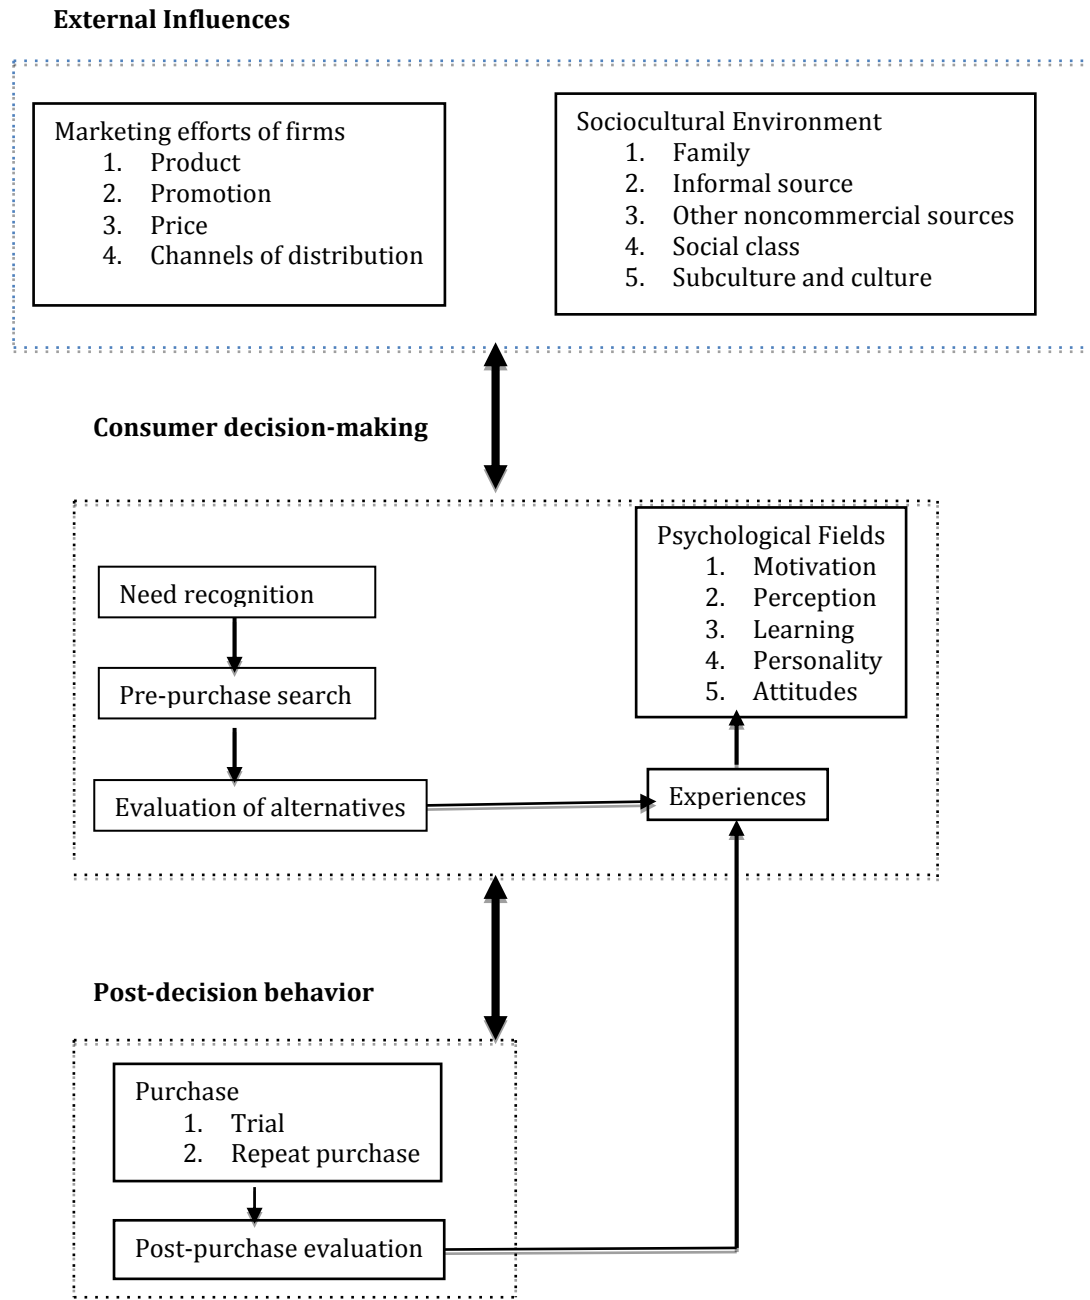 External Influences
Marketing efforts of firms
1. Product
2. Promotion
3. Price
4. Channels of distribution
Sociocultural Environment
1. Family
2. Informal source
3. Other noncommercial sources
4. Social class
5. Subculture and culture
Consumer decision-making
Need recognition
Pre-purchase search
Evaluation of alternatives
Psychological Fields
1. Motivation
2. Perception
3. Learning
4. Personality
5. Attitudes
Experiences
Post-decision behavior
Purchase
1. Trial
2. Repeat purchase
Post-purchase evaluation